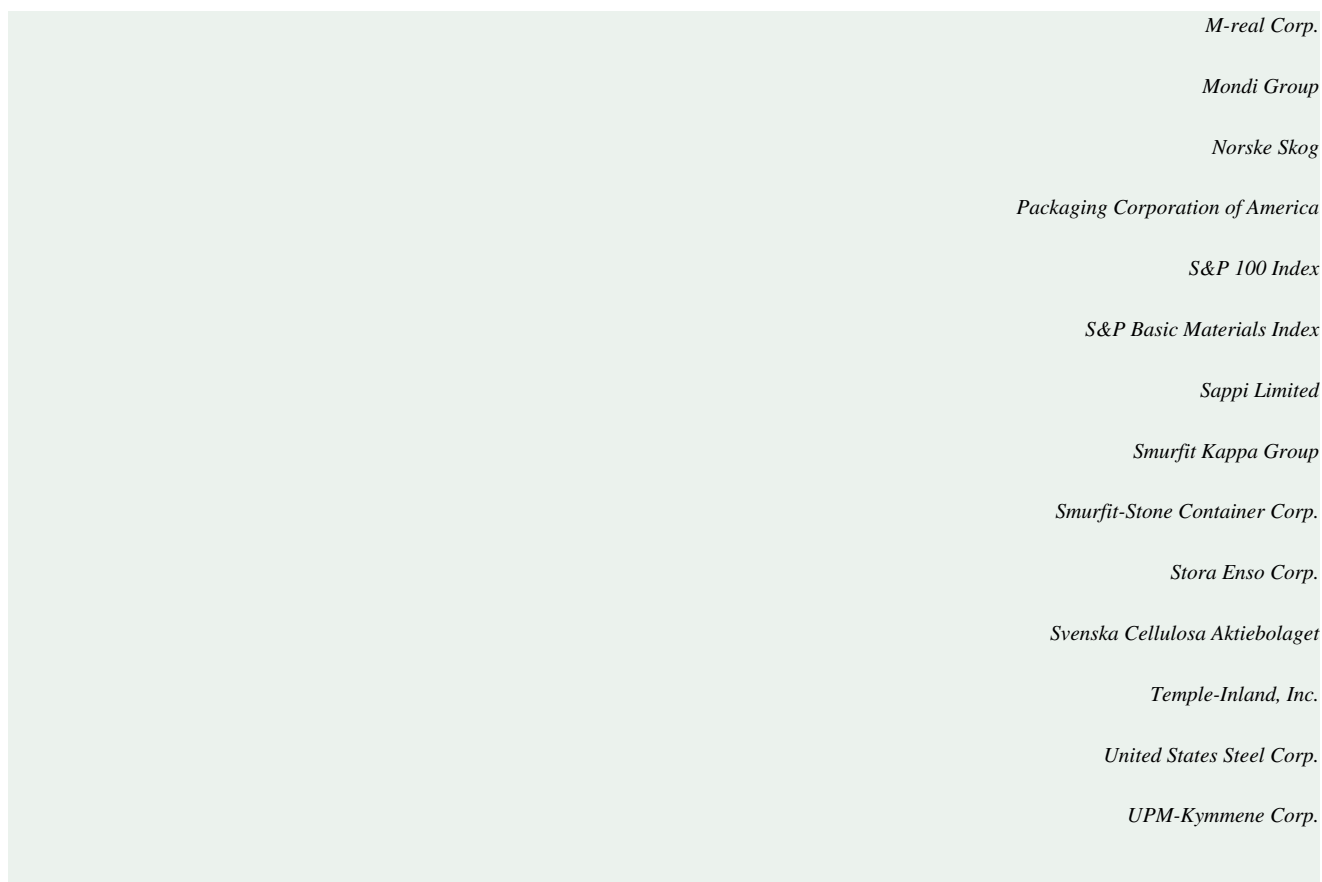 M-real Corp.
Mondi Group
Norske Skog
Packaging Corporation of America
S&P 100 Index
S&P Basic Materials Index
Sappi Limited
Smurfit Kappa Group
Smurfit-Stone Container Corp.
Stora Enso Corp.
Svenska Cellulosa Aktiebolaget
Temple-Inland, Inc.
United States Steel Corp.
UPM-Kymmene Corp.